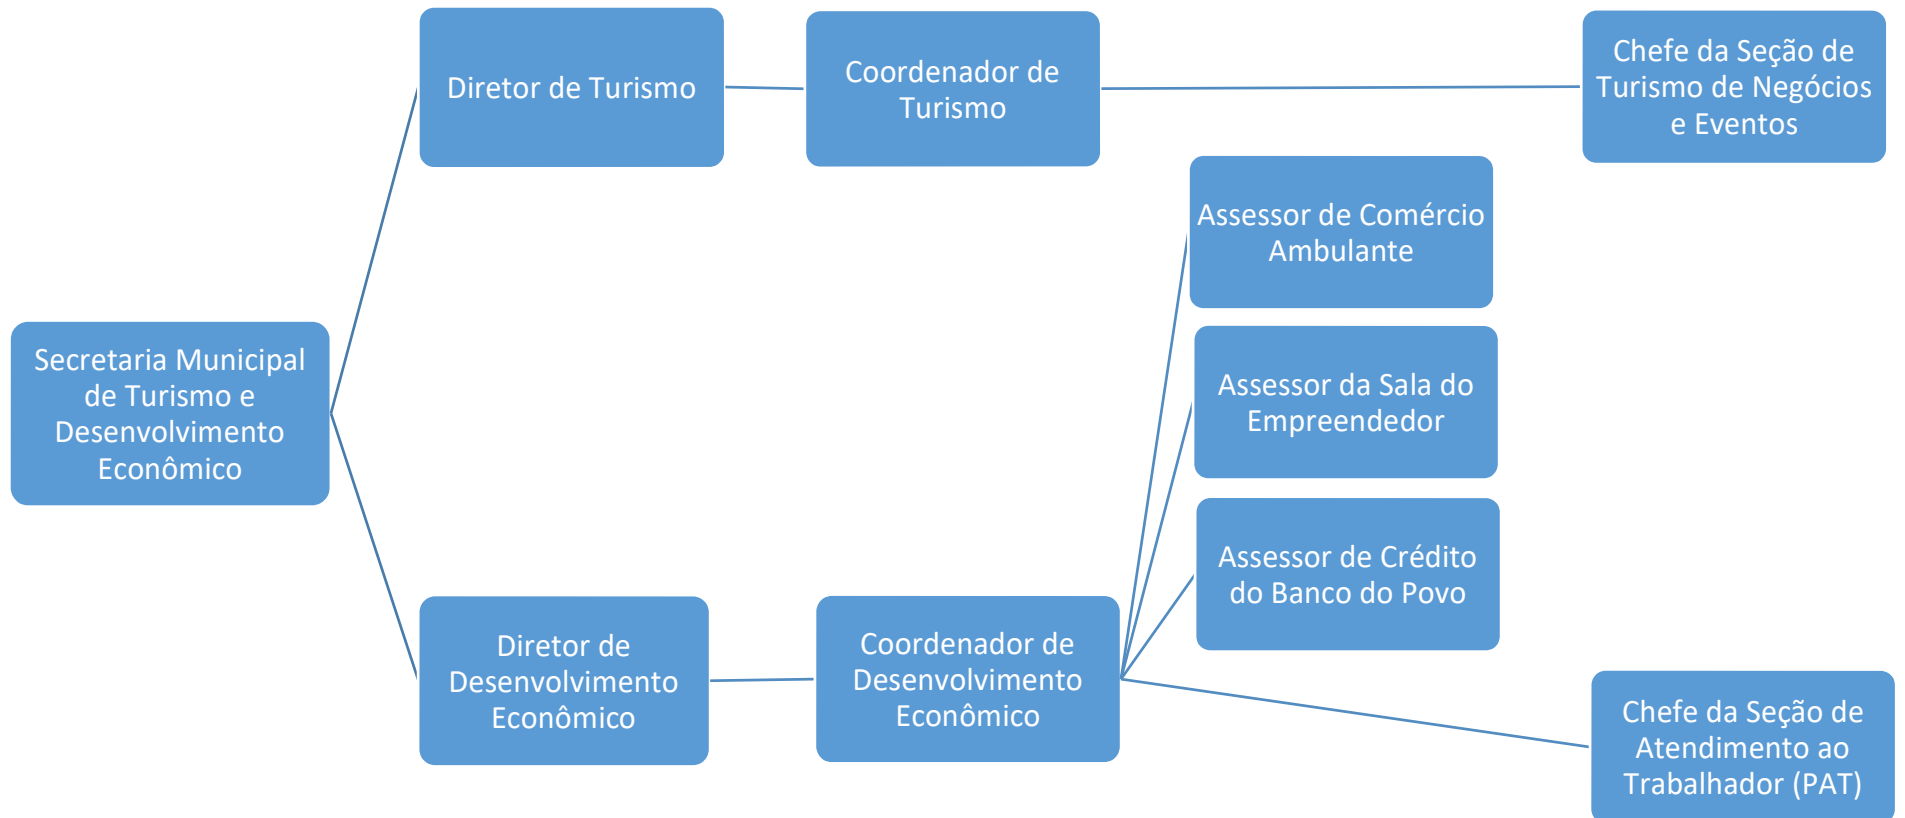 Diretor de Turismo
Coordenador de
Turismo
Chefe da Seção de
Turismo de Negócios
e Eventos
Assessor de Comércio
Ambulante
Secretaria Municipal
de Turismo e
Desenvolvimento
Econômico
Assessor da Sala do
Empreendedor
Assessor de Crédito
do Banco do Povo
Diretor de
Desenvolvimento
Econômico
Coordenador de
Desenvolvimento
Econômico
Chefe da Seção de
Atendimento ao
Trabalhador (PAT)